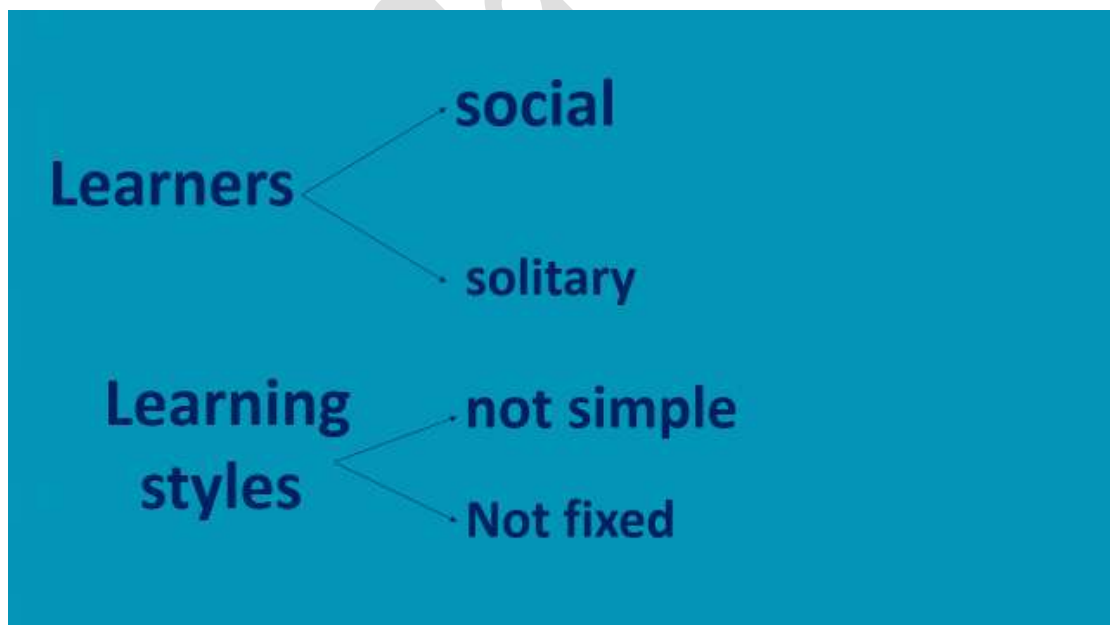 social
Learners
solitary
Learning
styles
not simple
Not fixed